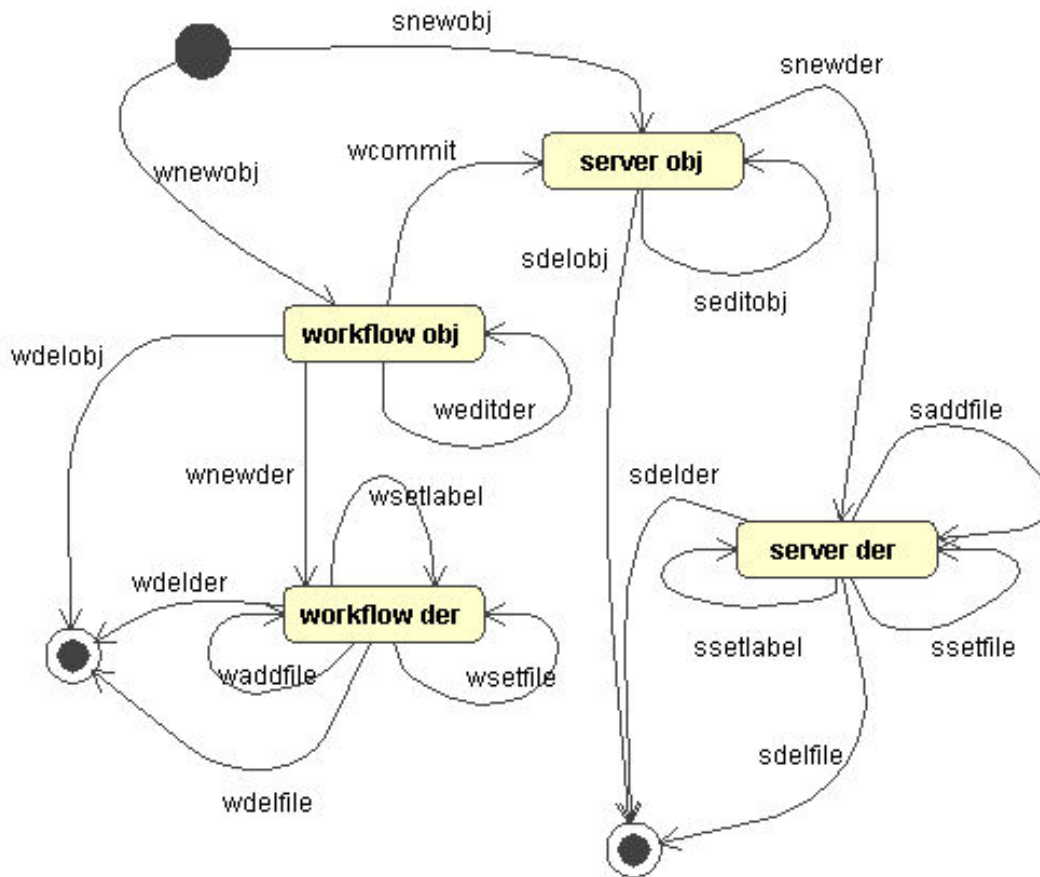 snewobj
snewder
wcommit
server obj
wnewobj
sdelobj
seditobj
workflow obj
wdelobj
weditder
saddfile
wnewder
wsetlabel
sdelder
server der
wdelder
workflow der
ssetlabel
ssetfile
waddfile
wsetfile
sdelfile
wdelfile